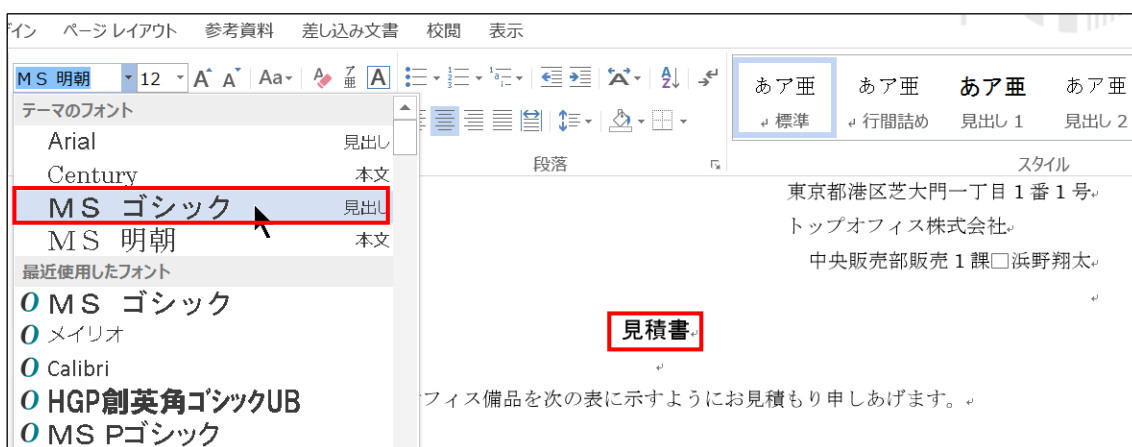 イン ページ レイアウト 参考資料 差し込み文書 校閲 表示
ＭＳ 明朝 12 A A Aa A ア亜 A A Z
テーマのフォント
Arial 見出し
Century 本文
ＭＳ ゴシック 見出し
ＭＳ 明朝 本文
最近使用したフォント
O ＭＳ ゴシック
O メイリオ
O Calibri
O HGP創英角ｺﾞｼｯｸUB
O MS Pゴシック
段落
あア亜 あア亜 あア亜 あア亜
↵ 標準 ↵ 行間詰め 見出し 1 見出し 2
スタイル
東京都港区芝大門一丁目１番１号↵
トップオフィス株式会社↵
中央販売部販売１課□浜野翔太↵
↵
見積書↵
↵
フィス備品を次の表に示すようにお見積もり申しあげます。↵